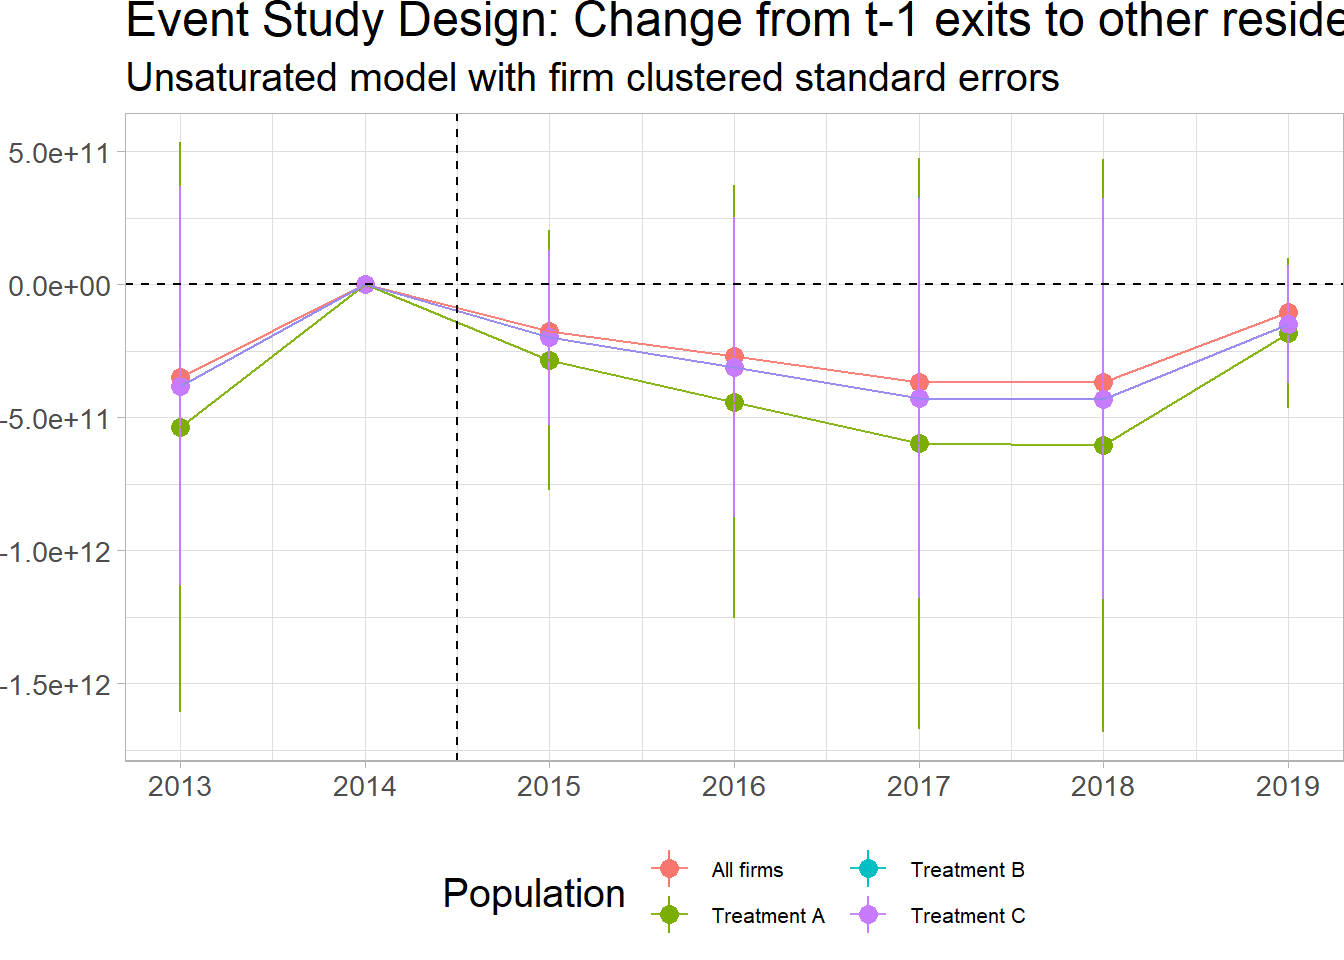 Event Study Design: Change from t-1 exits to other reside
Unsaturated model with firm clustered standard errors
5.0e+11
0.0e+00
-5.0e+11
-1.0e+12
-1.5e+12
2013 2014 2015 2016 2017 2018 2019
Population
All firms Treatment B
Treatment A Treatment C